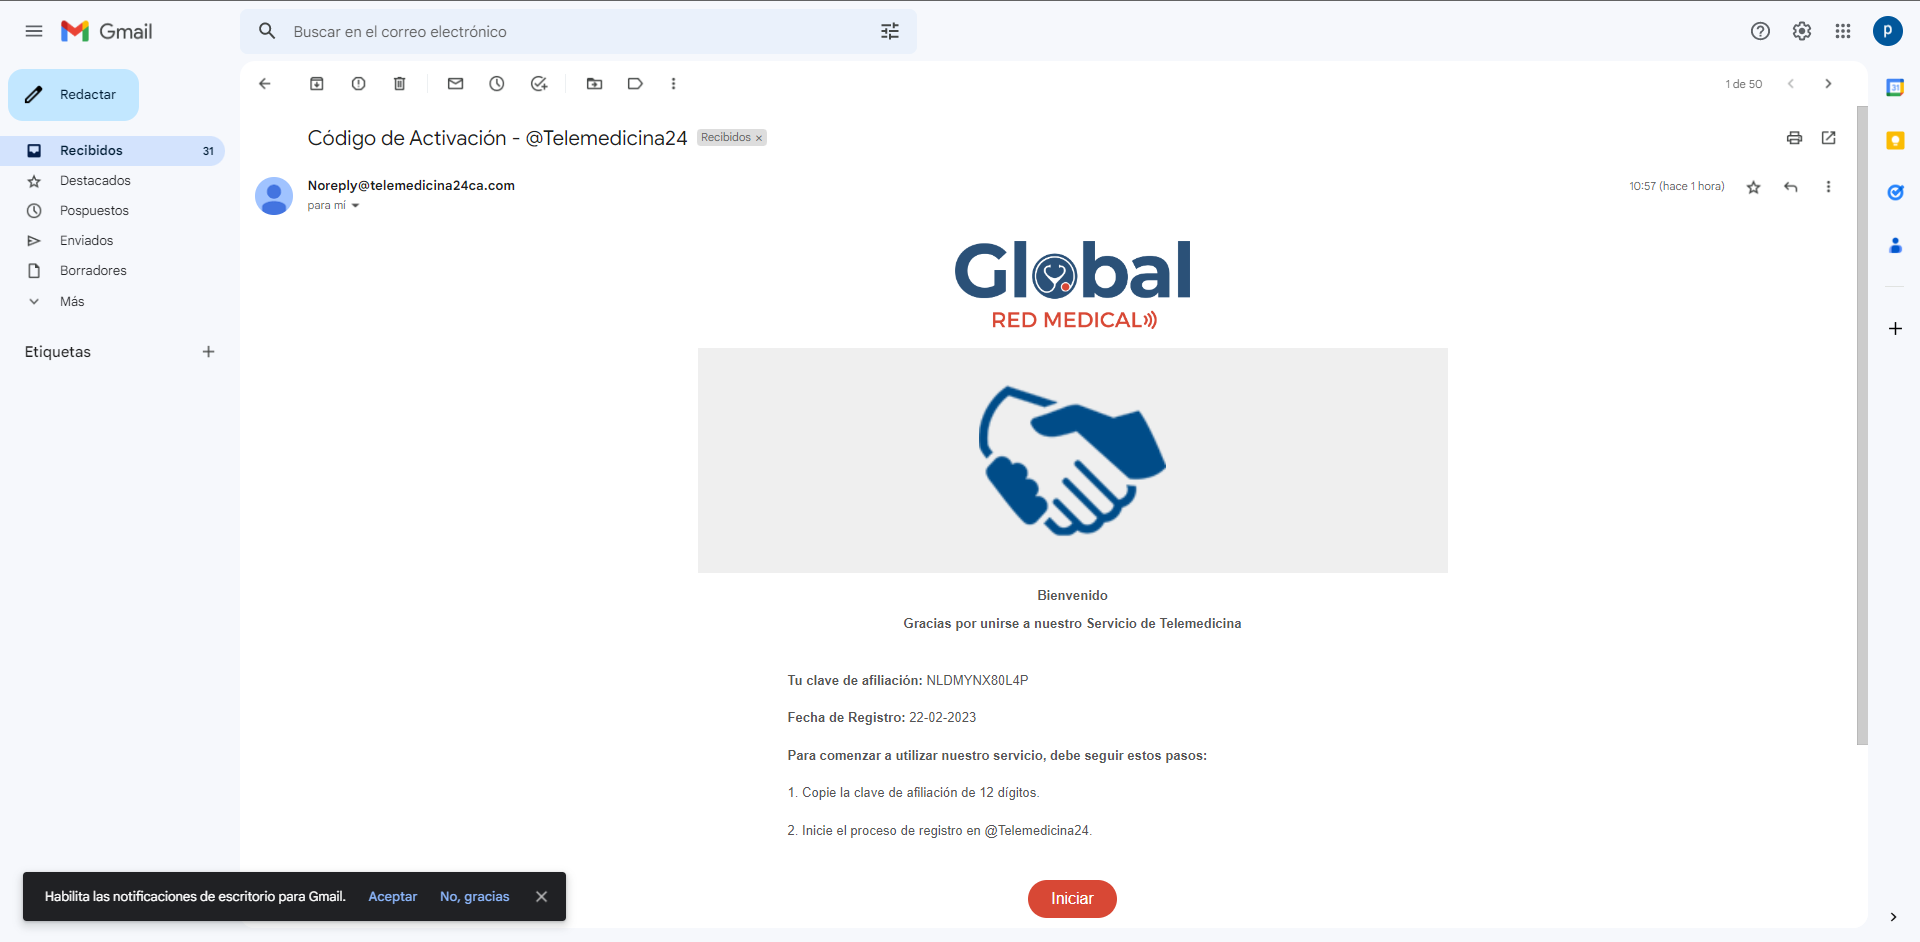 Gmail
Buscar en el correo electrónico
P
Redactar
1 de 50
Recibidos 31
Destacados
Pospuestos
Enviados
Borradores
Más
Etiquetas
Código de Activación - @Telemedicina24 Recibidos ×
Noreply@telemedicina24ca.com 10:57 (hace 1 hora)
para mí
31
Global
RED MEDICAL
Bienvenido
Gracias por unirse a nuestro Servicio de Telemedicina
Tu clave de afiliación: NLDMYNX80L4P
Fecha de Registro: 22-02-2023
Para comenzar a utilizar nuestro servicio, debe seguir estos pasos:
1. Copie la clave de afiliación de 12 dígitos.
2. Inicie el proceso de registro en @Telemedicina24.
Iniciar
Habilita las notificaciones de escritorio para Gmail. Aceptar No, gracias